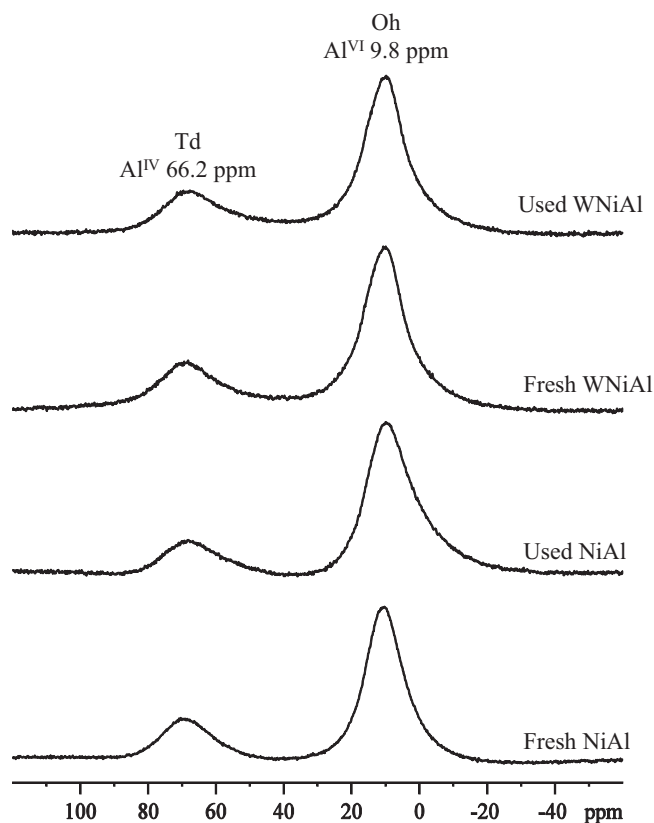 Oh
Al^VI 9.8 ppm
Td
Al^IV 66.2 ppm
Used WNiAl
Fresh WNiAl
Used NiAl
Fresh NiAl
100 80 60 40 20 0 -20 -40 ppm